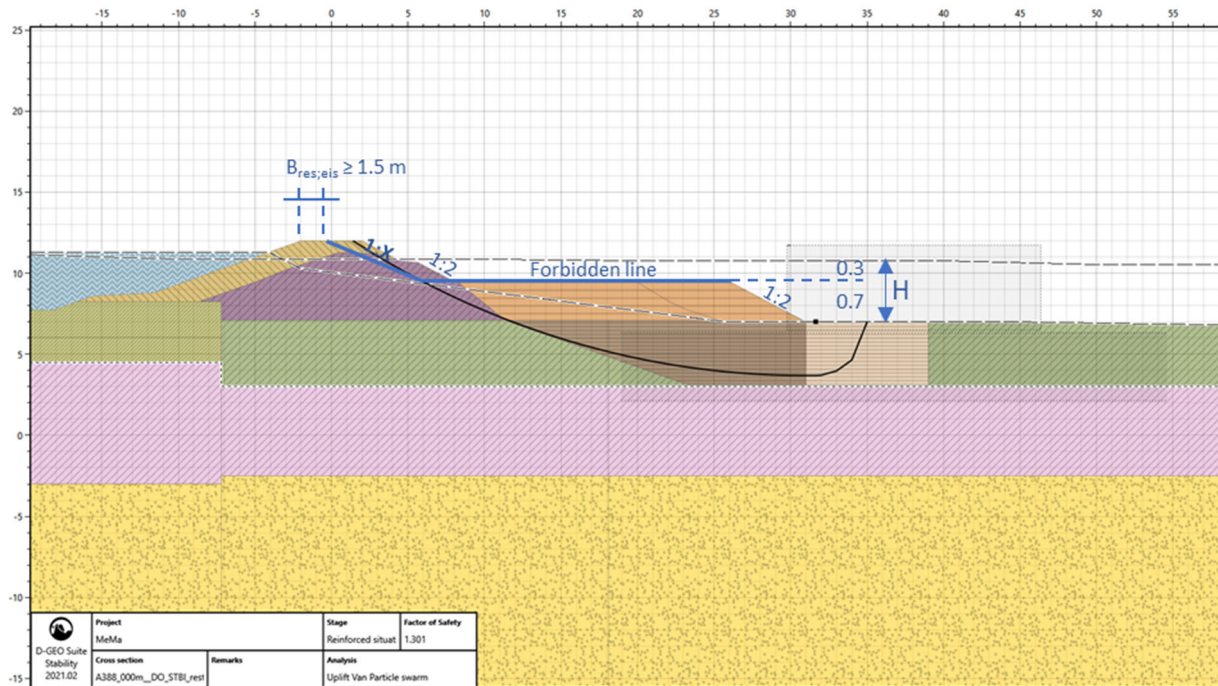 -15 -10 -5 0 5 10 15 20 25 30 35 40 45 50 55
25
20
15
10
5
0
-5
-10
-15
Bres;eis ≥ 1.5 m
1:X
1:2
Forbidden line
1:2
0.3
0.7
H
D-GEO Suite
Stability
2021.02
Project
MeMa
Stage
Reinforced situat
Factor of Safety
1.301
Cross section
A388_000m__DO_STBI_rest
Remarks
Analysis
Uplift Van Particle swarm